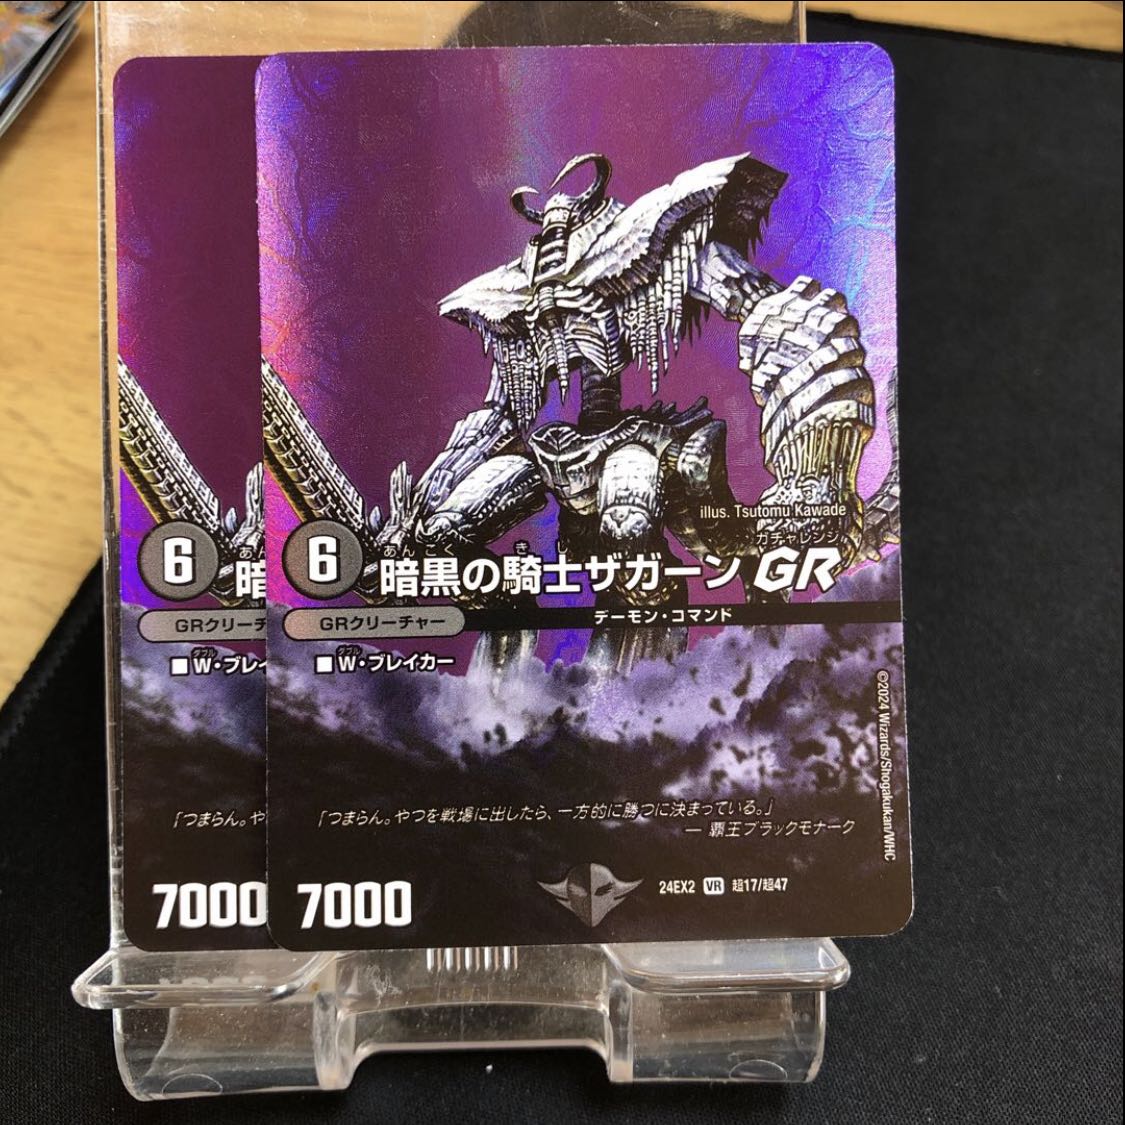 illus. Tsutomu Kawade
ガチャレンジ
あんこく きし
6 暗黒の騎士ザガーン GR
GRクリーチャー デーモン・コマンド
ダブル
■W・ブレイカー
「つまらん。やつを戦場に出したら、一方的に勝つに決まっている。」
― 覇王ブラックモナーク
7000
24EX2 VR 超17/超47
©2024 Wizards/Shogakukan/WHC
あん
6 暗
GRクリーチ
ダブル
■W・ブレイ
「つまらん。や
7000